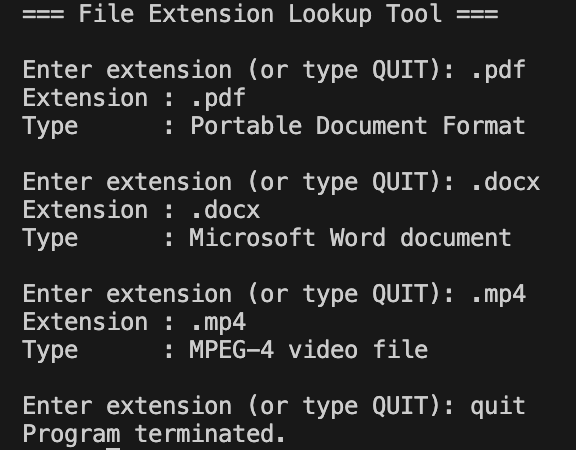 === File Extension Lookup Tool ===
Enter extension (or type QUIT): .pdf
Extension : .pdf
Type      : Portable Document Format
Enter extension (or type QUIT): .docx
Extension : .docx
Type      : Microsoft Word document
Enter extension (or type QUIT): .mp4
Extension : .mp4
Type      : MPEG-4 video file
Enter extension (or type QUIT): quit
Program terminated.